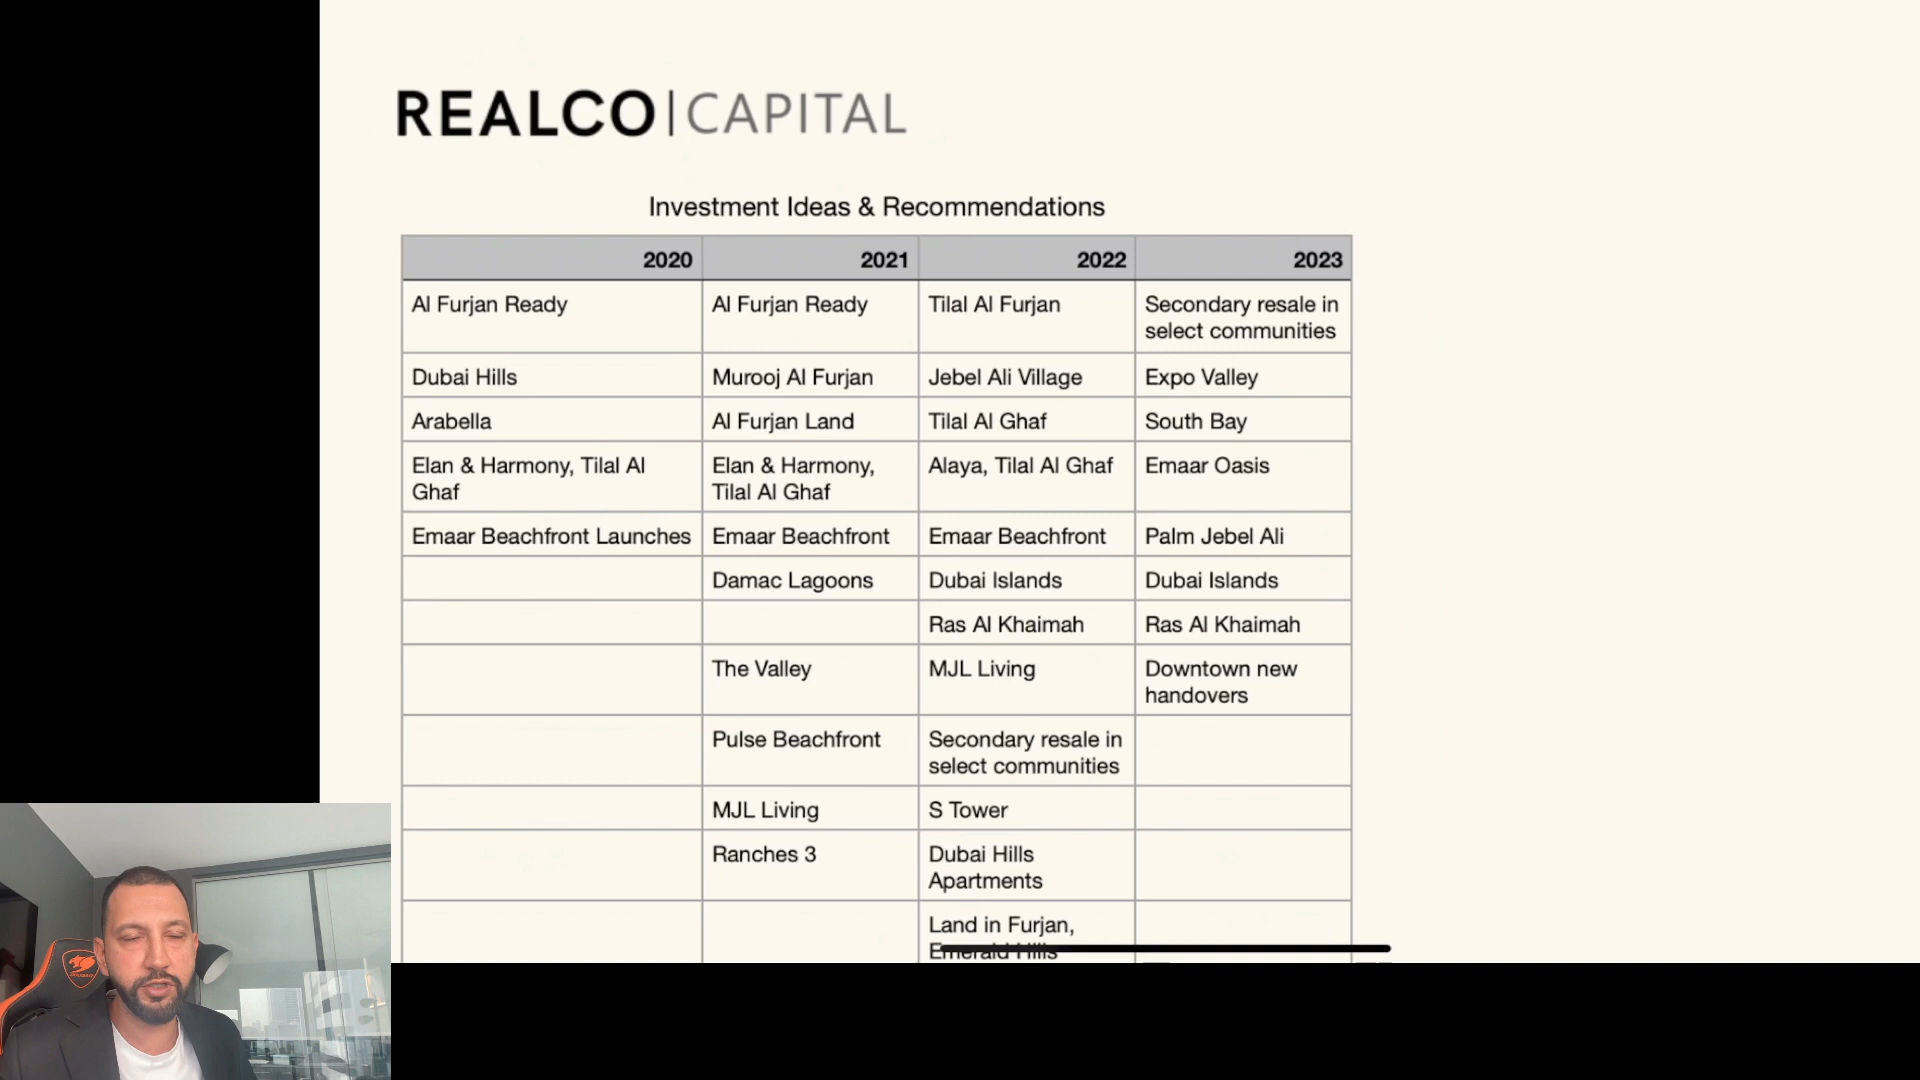 REALCO|CAPITAL
Investment Ideas & Recommendations
2020 2021 2022 2023
Al Furjan Ready Al Furjan Ready Tilal Al Furjan Secondary resale in
select communities
Dubai Hills Murooj Al Furjan Jebel Ali Village Expo Valley
Arabella Al Furjan Land Tilal Al Ghaf South Bay
Elan & Harmony, Tilal Al Elan & Harmony, Alaya, Tilal Al Ghaf Emaar Oasis
Ghaf Tilal Al Ghaf
Emaar Beachfront Launches Emaar Beachfront Emaar Beachfront Palm Jebel Ali
Damac Lagoons Dubai Islands Dubai Islands
Ras Al Khaimah Ras Al Khaimah
The Valley MJL Living Downtown new
handovers
Pulse Beachfront Secondary resale in
select communities
MJL Living S Tower
Ranches 3 Dubai Hills
Apartments
Land in Furjan,
Emerald Hills